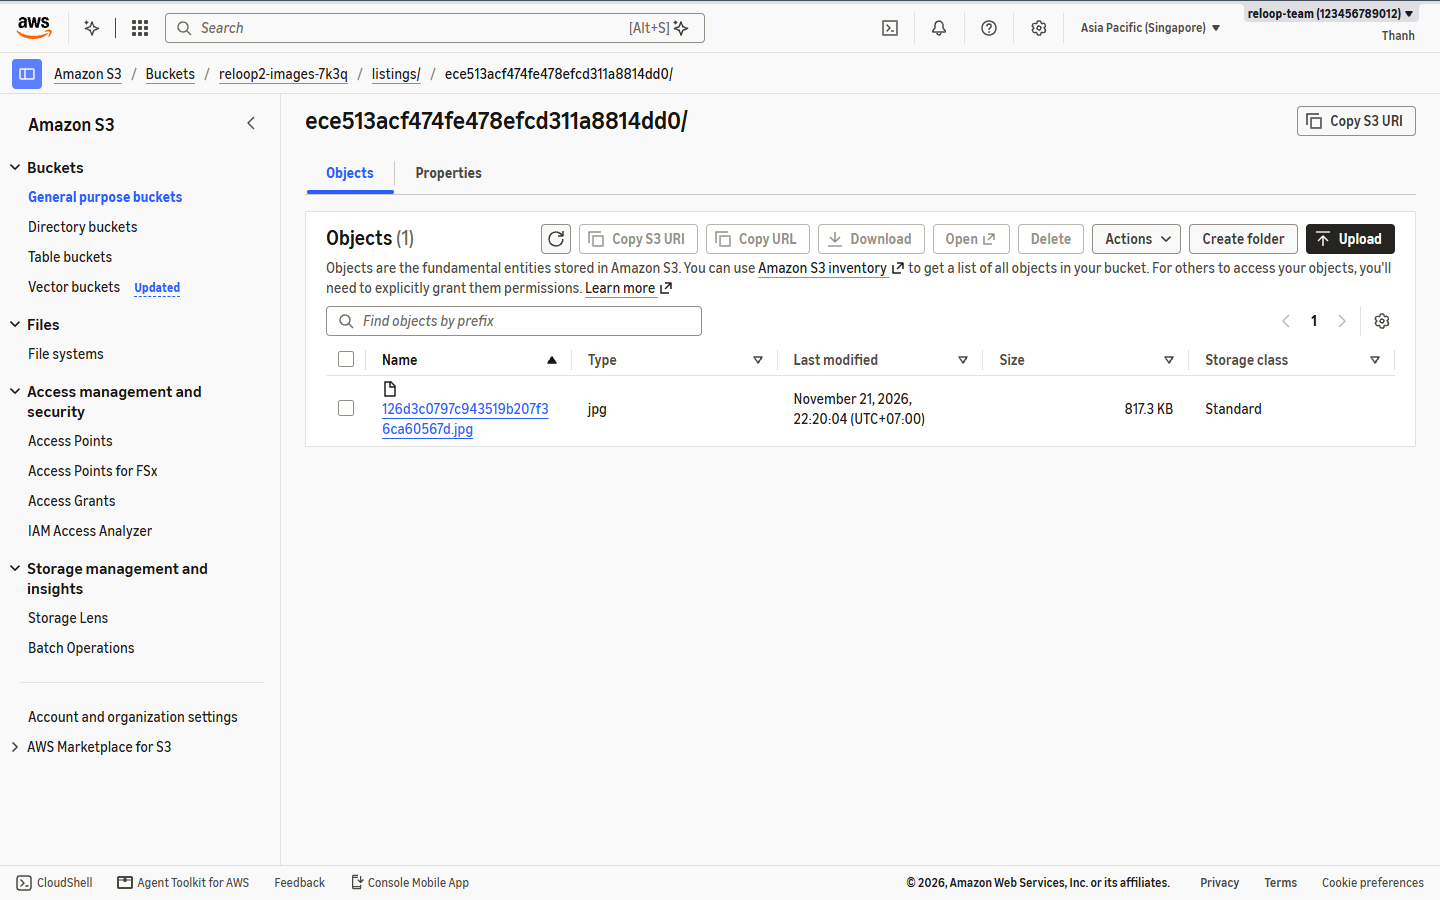 aws
Search
[Alt+S]
Asia Pacific (Singapore)
reloop-team (123456789012)
Thanh
Amazon S3 / Buckets / reloop2-images-7k3q / listings/ / ece513acf474fe478efcd311a8814dd0/
Amazon S3
Buckets
General purpose buckets
Directory buckets
Table buckets
Vector buckets Updated
Files
File systems
Access management and
security
Access Points
Access Points for FSx
Access Grants
IAM Access Analyzer
Storage management and
insights
Storage Lens
Batch Operations
Account and organization settings
AWS Marketplace for S3
ece513acf474fe478efcd311a8814dd0/
Copy S3 URI
Objects
Properties
Objects (1)
Copy S3 URI
Copy URL
Download
Open
Delete
Actions
Create folder
Upload
Objects are the fundamental entities stored in Amazon S3. You can use Amazon S3 inventory to get a list of all objects in your bucket. For others to access your objects, you'll
need to explicitly grant them permissions. Learn more
Find objects by prefix
1
Name
Type
Last modified
Size
Storage class
126d3c0797c943519b207f3
6ca60567d.jpg
jpg
November 21, 2026,
22:20:04 (UTC+07:00)
817.3 KB
Standard
CloudShell
Agent Toolkit for AWS
Feedback
Console Mobile App
© 2026, Amazon Web Services, Inc. or its affiliates.
Privacy
Terms
Cookie preferences